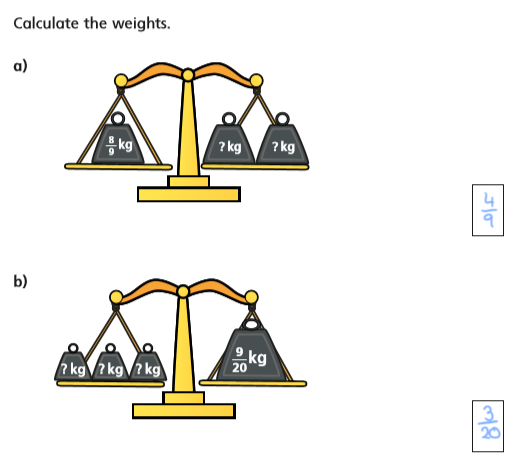 Calculate the weights.
a)
8/9 kg
? kg ? kg
4/9
b)
? kg ? kg ? kg
9/20 kg
3/20